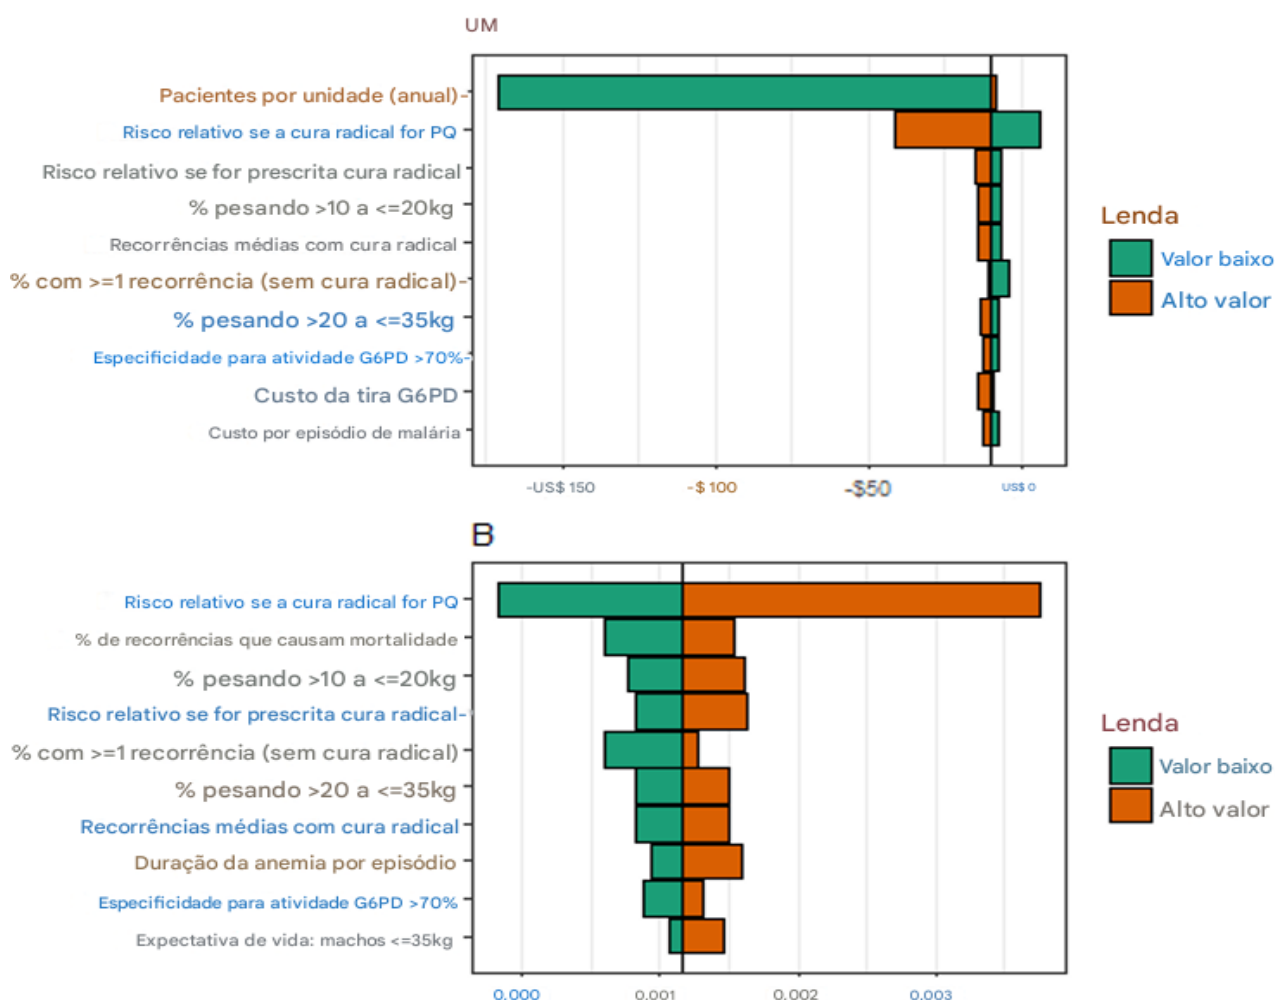 UM
Pacientes por unidade (anual)
Risco relativo se a cura radical for PQ
Risco relativo se for prescrita cura radical
% pesando >10 a <=20kg
Recorrências médias com cura radical
% com >=1 recorrência (sem cura radical)
% pesando >20 a <=35kg
Especificidade para atividade G6PD >70%
Custo da tira G6PD
Custo por episódio de malária
-US$ 150 -$ 100 -$50 US$ 0
Lenda
Valor baixo
Alto valor
B
Risco relativo se a cura radical for PQ
% de recorrências que causam mortalidade
% pesando >10 a <=20kg
Risco relativo se for prescrita cura radical
% com >=1 recorrência (sem cura radical)
% pesando >20 a <=35kg
Recorrências médias com cura radical
Duração da anemia por episódio
Especificidade para atividade G6PD >70%
Expectativa de vida: machos <=35kg
0.000 0.001 0.002 0.003
Lenda
Valor baixo
Alto valor